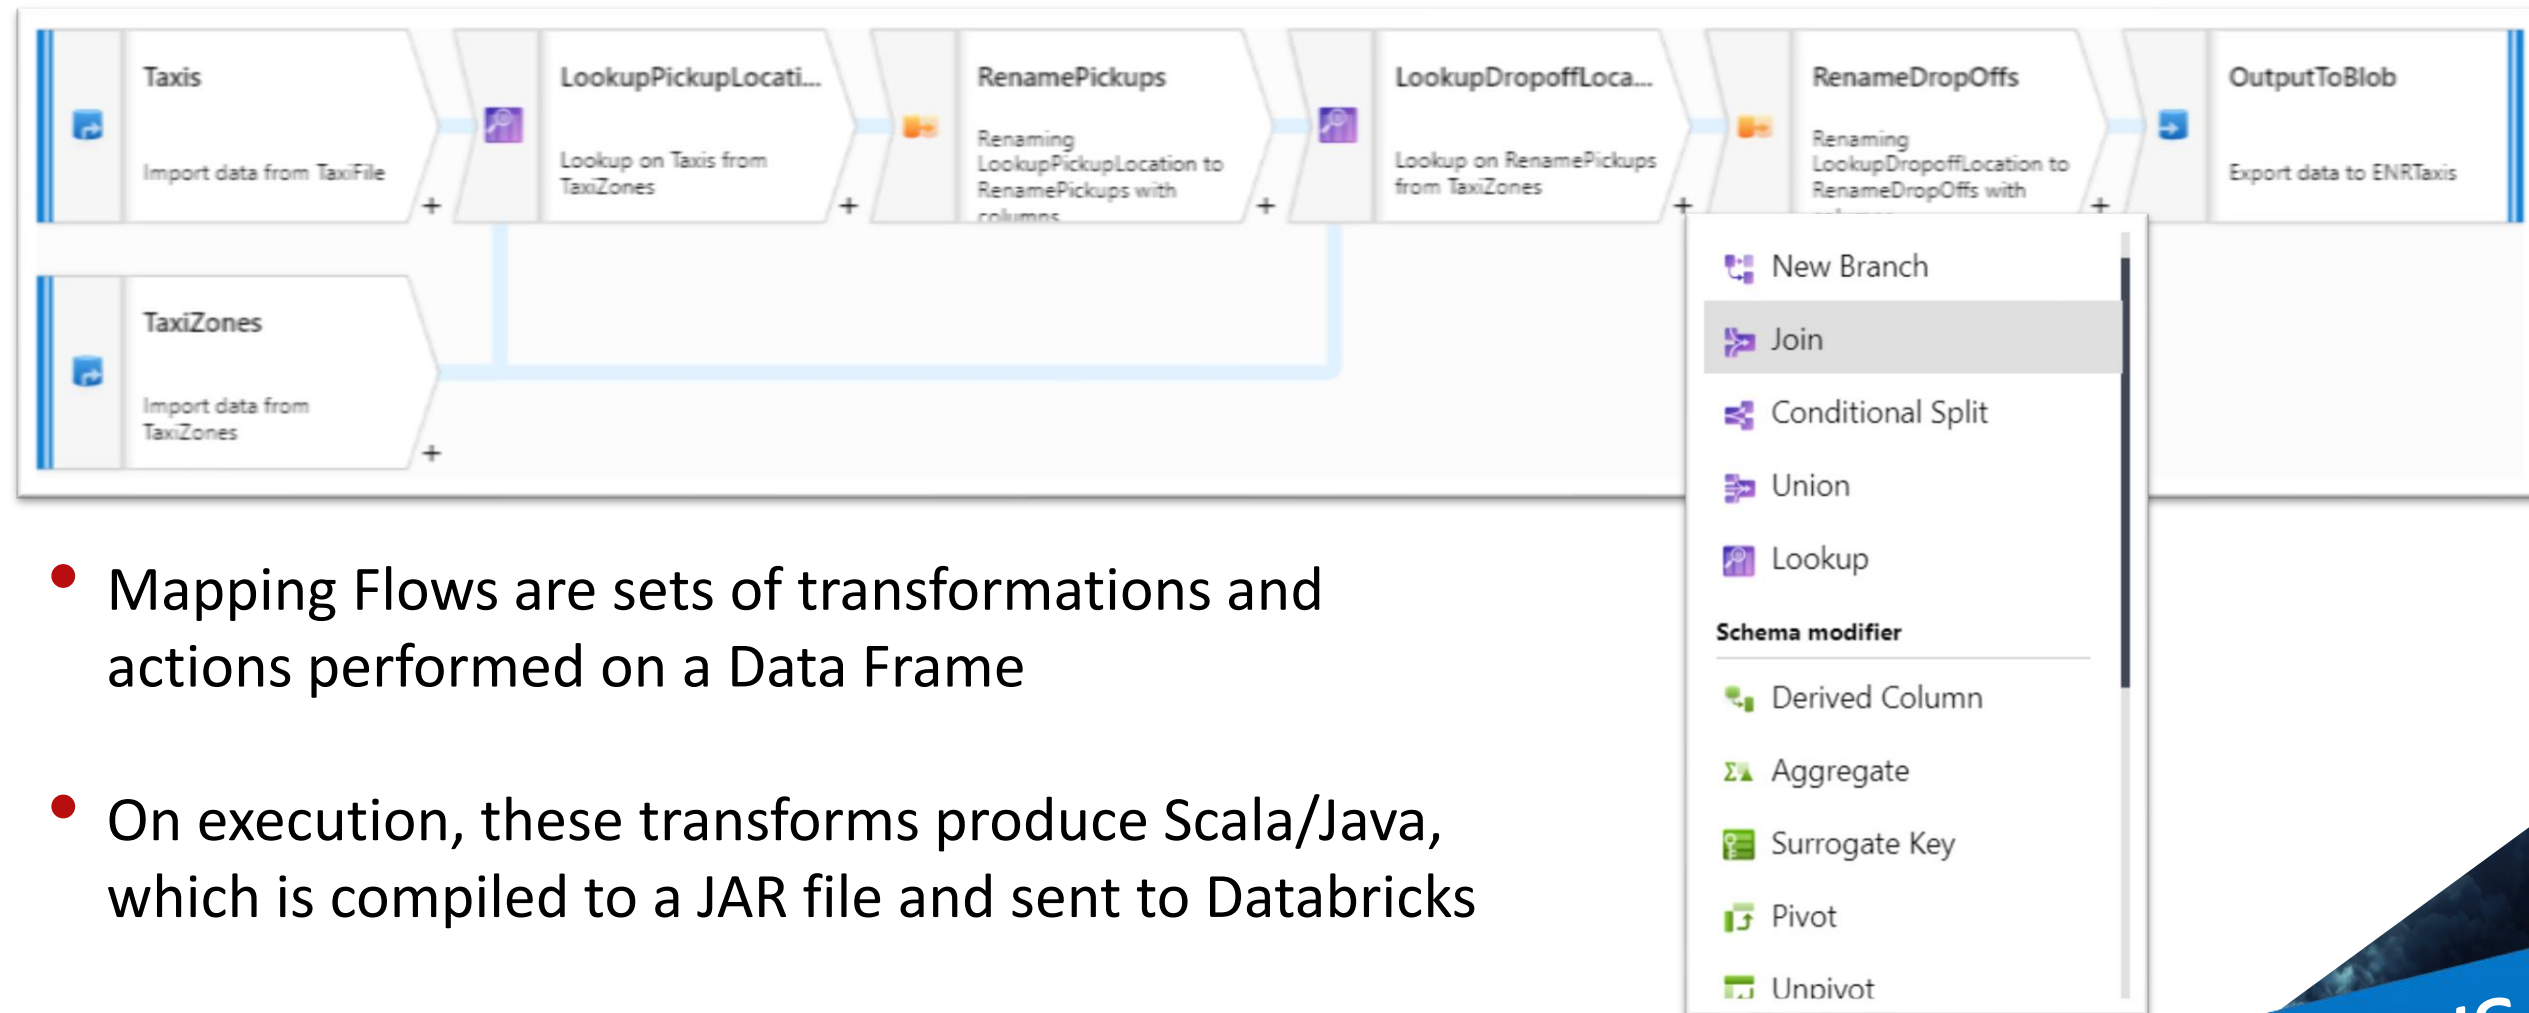 Taxis
Import data from TaxiFile
+
LookupPickupLocati...
Lookup on Taxis from
TaxiZones
+
RenamePickups
Renaming
LookupPickupLocation to
RenamePickups with
columns
+
LookupDropoffLoca...
Lookup on RenamePickups
from TaxiZones
+
RenameDropOffs
Renaming
LookupDropoffLocation to
RenameDropOffs with
+
OutputToBlob
Export data to ENRTaxis
TaxiZones
Import data from
TaxiZones
+
New Branch
Join
Conditional Split
Union
Lookup
Schema modifier
Derived Column
Aggregate
Surrogate Key
Pivot
Unpivot
• Mapping Flows are sets of transformations and
actions performed on a Data Frame
• On execution, these transforms produce Scala/Java,
which is compiled to a JAR file and sent to Databricks